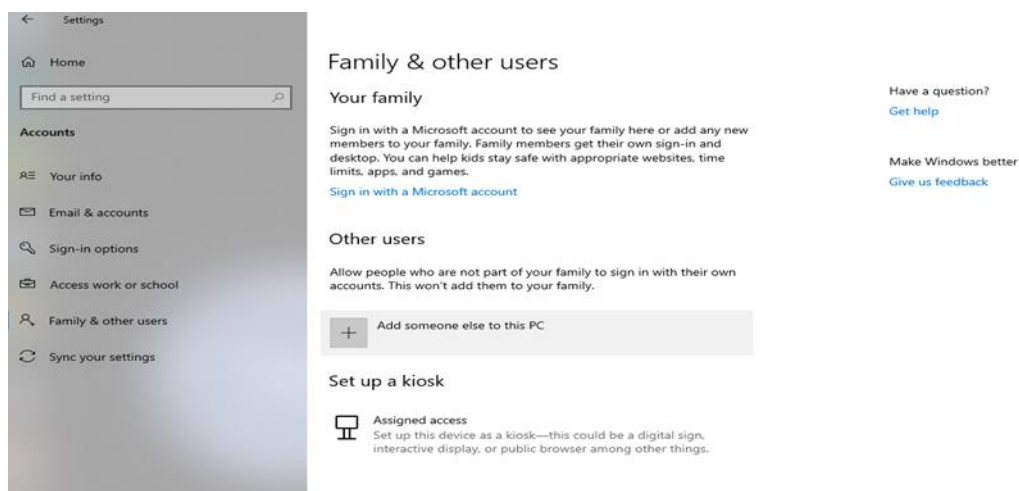 Settings
Home
Find a setting
Accounts
Your info
Email & accounts
Sign-in options
Access work or school
Family & other users
Sync your settings
Family & other users
Your family
Sign in with a Microsoft account to see your family here or add any new
members to your family. Family members get their own sign-in and
desktop. You can help kids stay safe with appropriate websites, time
limits, apps, and games.
Sign in with a Microsoft account
Other users
Allow people who are not part of your family to sign in with their own
accounts. This won't add them to your family.
Add someone else to this PC
Set up a kiosk
Assigned access
Set up this device as a kiosk—this could be a digital sign,
interactive display, or public browser among other things.
Have a question?
Get help
Make Windows better
Give us feedback